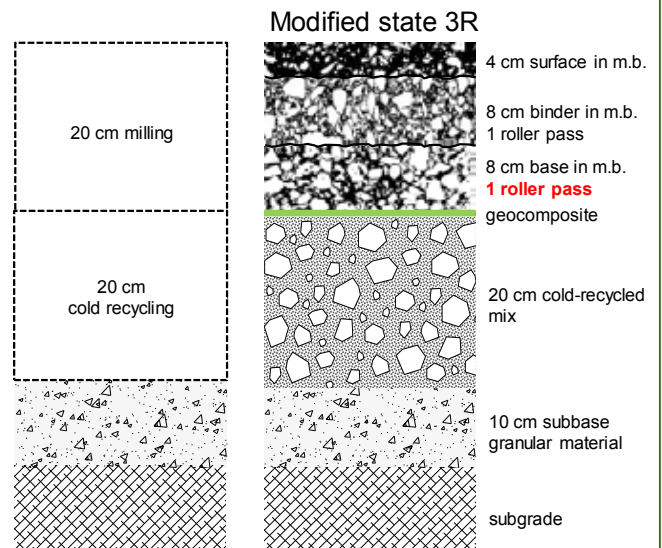 Modified state 3R
20 cm milling
20 cm
cold recycling
4 cm surface in m.b.
8 cm binder in m.b.
1 roller pass
8 cm base in m.b.
1 roller pass
geocomposite
20 cm cold-recycled
mix
10 cm subbase
granular material
subgrade